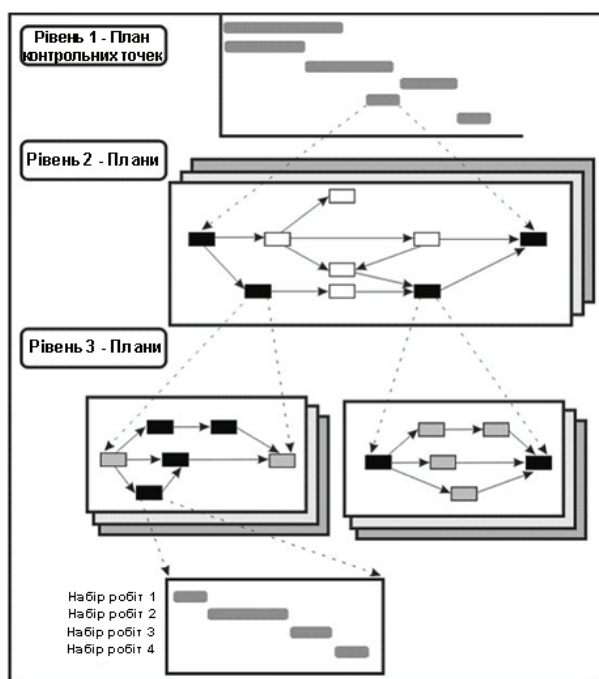 Рівень 1 - План
контрольних точек
Рівень 2 - Плани
Рівень 3 - Плани
Набір робіт 1
Набір робіт 2
Набір робіт 3
Набір робіт 4